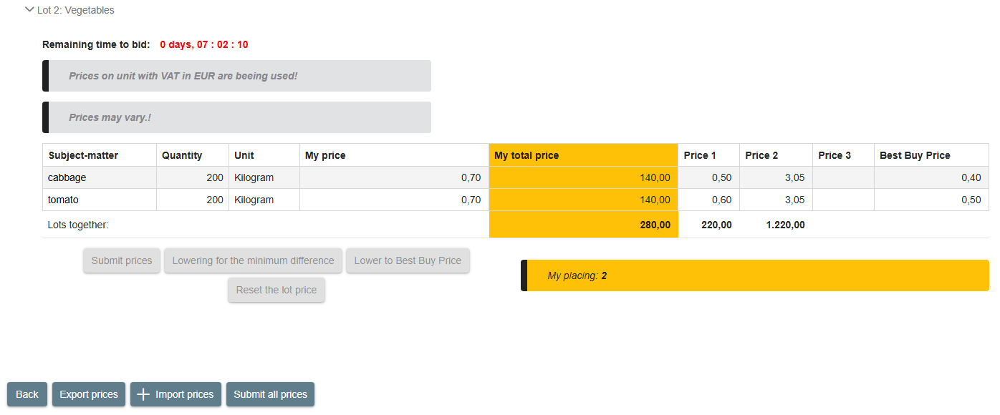 Lot 2: Vegetables
Remaining time to bid: 0 days, 07 : 02 : 10
Prices on unit with VAT in EUR are beeing used!
Prices may vary.!
Subject-matter Quantity Unit My price My total price Price 1 Price 2 Price 3 Best Buy Price
cabbage 200 Kilogram 0,70 140,00 0,50 3,05 0,40
tomato 200 Kilogram 0,70 140,00 0,60 3,05 0,50
Lots together: 280,00 220,00 1.220,00
Submit prices Lowering for the minimum difference Lower to Best Buy Price
Reset the lot price
My placing: 2
Back Export prices Import prices Submit all prices